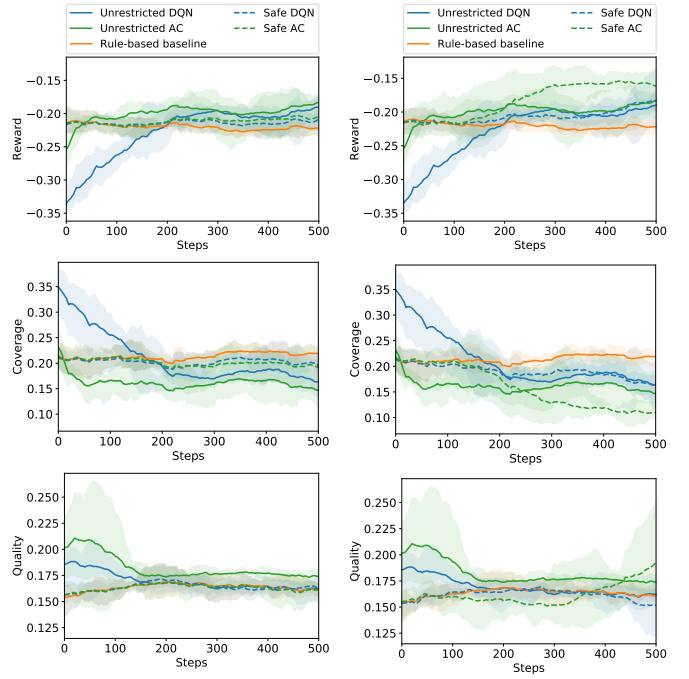 Unrestricted DQN Safe DQN
Unrestricted AC Safe AC
Rule-based baseline
−0.15
−0.20
−0.25
−0.30
−0.35
Reward
0 100 200 300 400 500
Steps
Unrestricted DQN Safe DQN
Unrestricted AC Safe AC
Rule-based baseline
−0.15
−0.20
−0.25
−0.30
−0.35
Reward
0 100 200 300 400 500
Steps
0.35
0.30
0.25
0.20
0.15
0.10
Coverage
0 100 200 300 400 500
Steps
0.35
0.30
0.25
0.20
0.15
0.10
Coverage
0 100 200 300 400 500
Steps
0.250
0.225
0.200
0.175
0.150
0.125
Quality
0 100 200 300 400 500
Steps
0.250
0.225
0.200
0.175
0.150
0.125
Quality
0 100 200 300 400 500
Steps